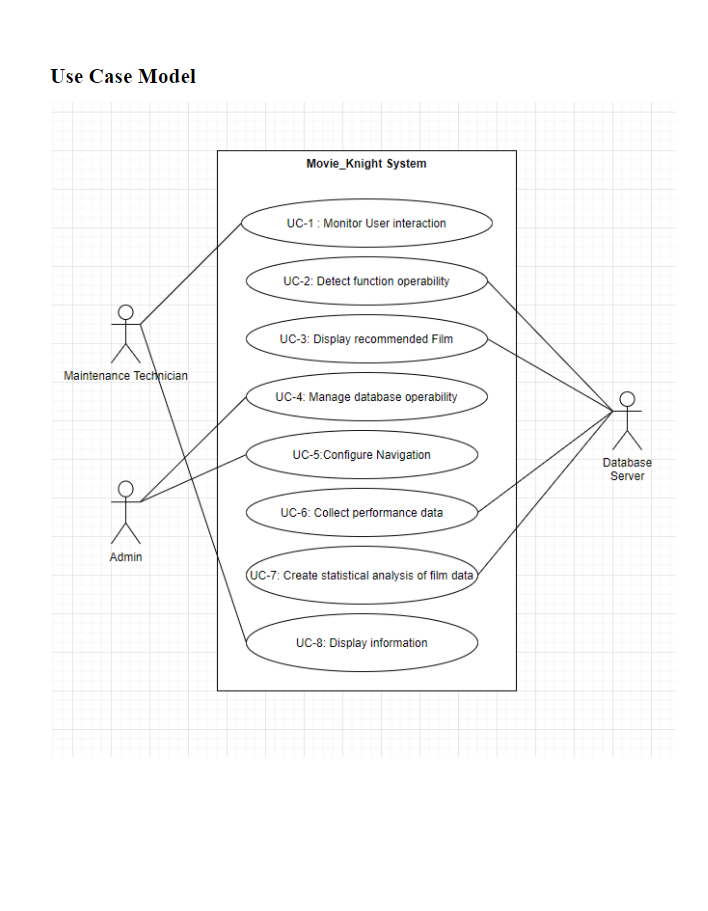 Use Case Model
Movie_Knight System
UC-1 : Monitor User interaction
UC-2: Detect function operability
UC-3: Display recommended Film
Maintenance Technician
UC-4: Manage database operability
UC-5:Configure Navigation
Database
Server
UC-6: Collect performance data
Admin
UC-7: Create statistical analysis of film data
UC-8: Display information